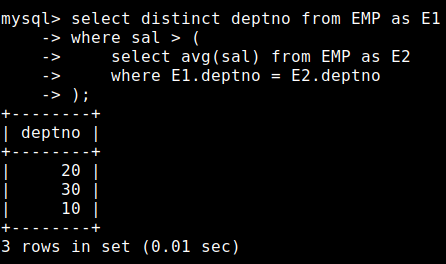 mysql> select distinct deptno from EMP as E1
    -> where sal > (
    ->     select avg(sal) from EMP as E2
    ->     where E1.deptno = E2.deptno
    -> );
+--------+
| deptno |
+--------+
|     20 |
|     30 |
|     10 |
+--------+
3 rows in set (0.01 sec)